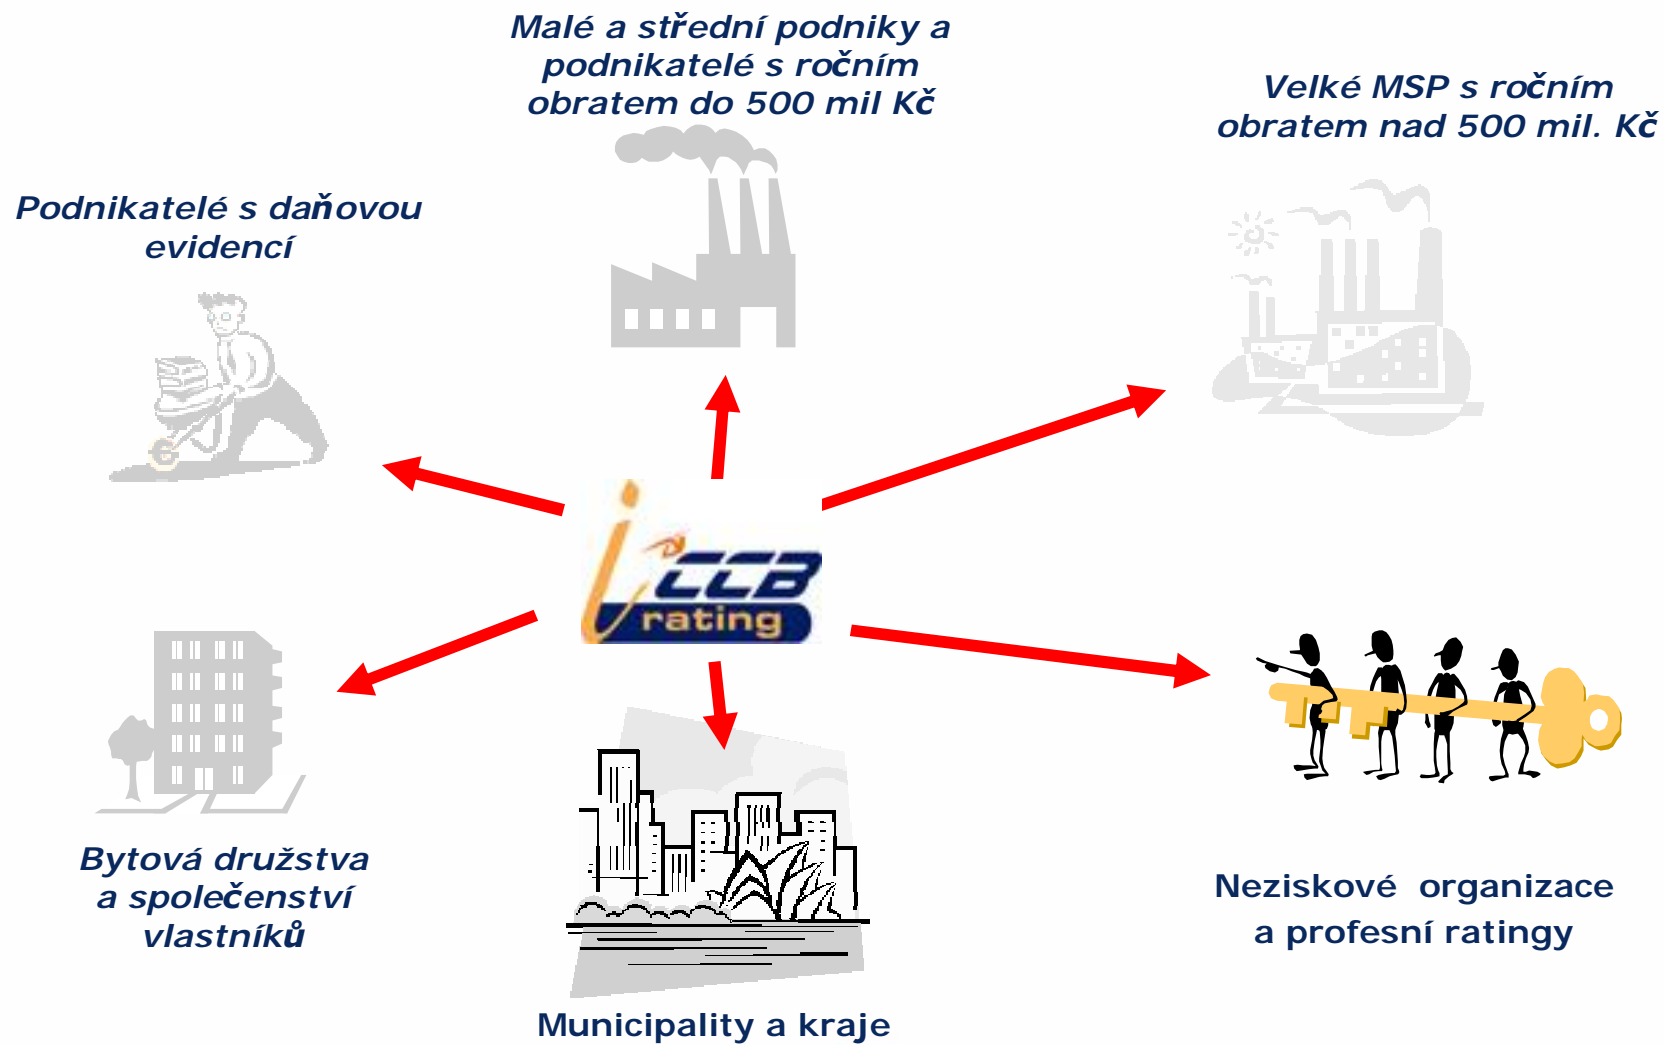 Malé a střední podniky a
podnikatelé s ročním
obratem do 500 mil Kč
Velké MSP s ročním
obratem nad 500 mil. Kč
Podnikatelé s daňovou
evidencí
i CCB
rating
Bytová družstva
a společenství
vlastníků
Neziskové organizace
a profesní ratingy
Municipality a kraje